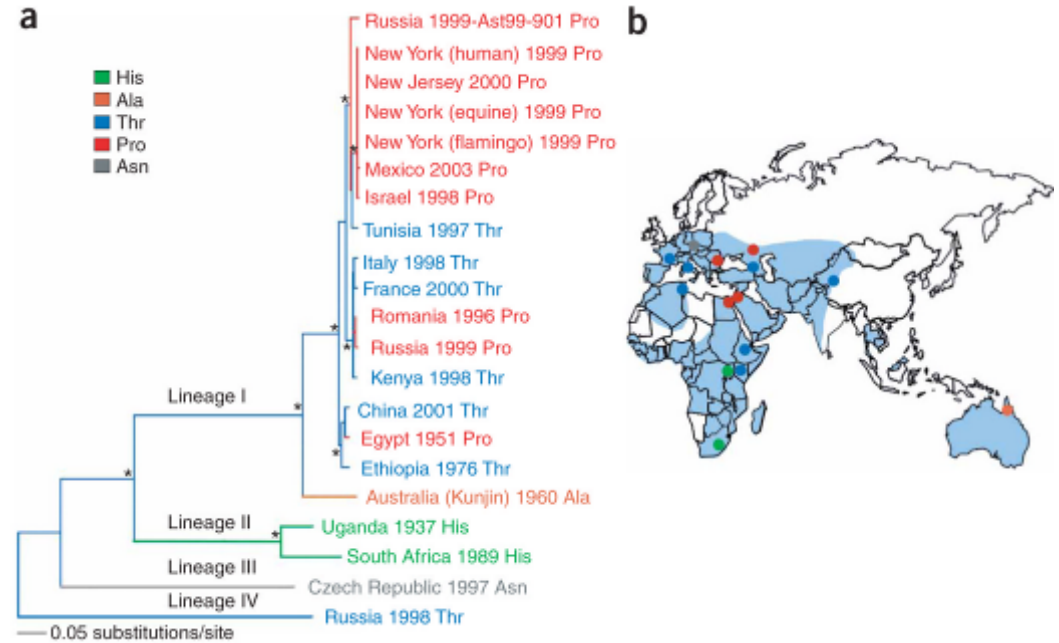 a
b
His
Ala
Thr
Pro
Asn
Russia 1999-Ast99-901 Pro
New York (human) 1999 Pro
New Jersey 2000 Pro
New York (equine) 1999 Pro
New York (flamingo) 1999 Pro
Mexico 2003 Pro
Israel 1998 Pro
Tunisia 1997 Thr
Italy 1998 Thr
France 2000 Thr
Romania 1996 Pro
Russia 1999 Pro
Kenya 1998 Thr
China 2001 Thr
Egypt 1951 Pro
Ethiopia 1976 Thr
Australia (Kunjin) 1960 Ala
Uganda 1937 His
South Africa 1989 His
Czech Republic 1997 Asn
Russia 1998 Thr
Lineage I
Lineage II
Lineage III
Lineage IV
0.05 substitutions/site